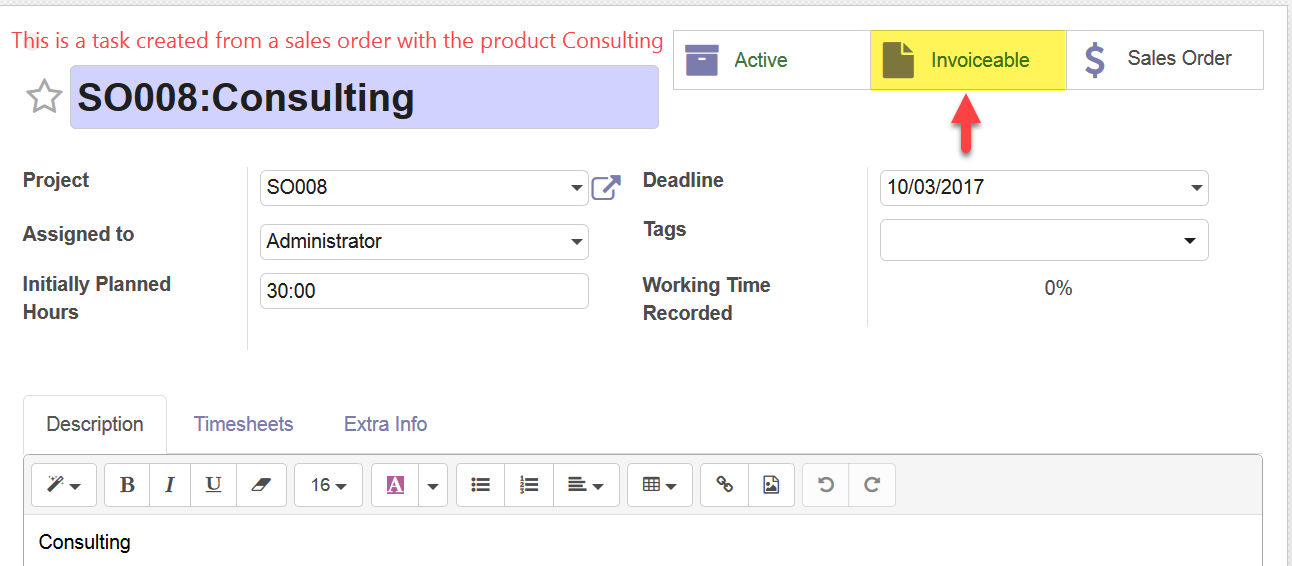 This is a task created from a sales order with the product Consulting
Active
Invoiceable
Sales Order
SO008:Consulting
Project
SO008
Deadline
10/03/2017
Assigned to
Administrator
Tags
Initially Planned
Hours
30:00
Working Time
Recorded
0%
Description
Timesheets
Extra Info
B I U 16 A
Consulting